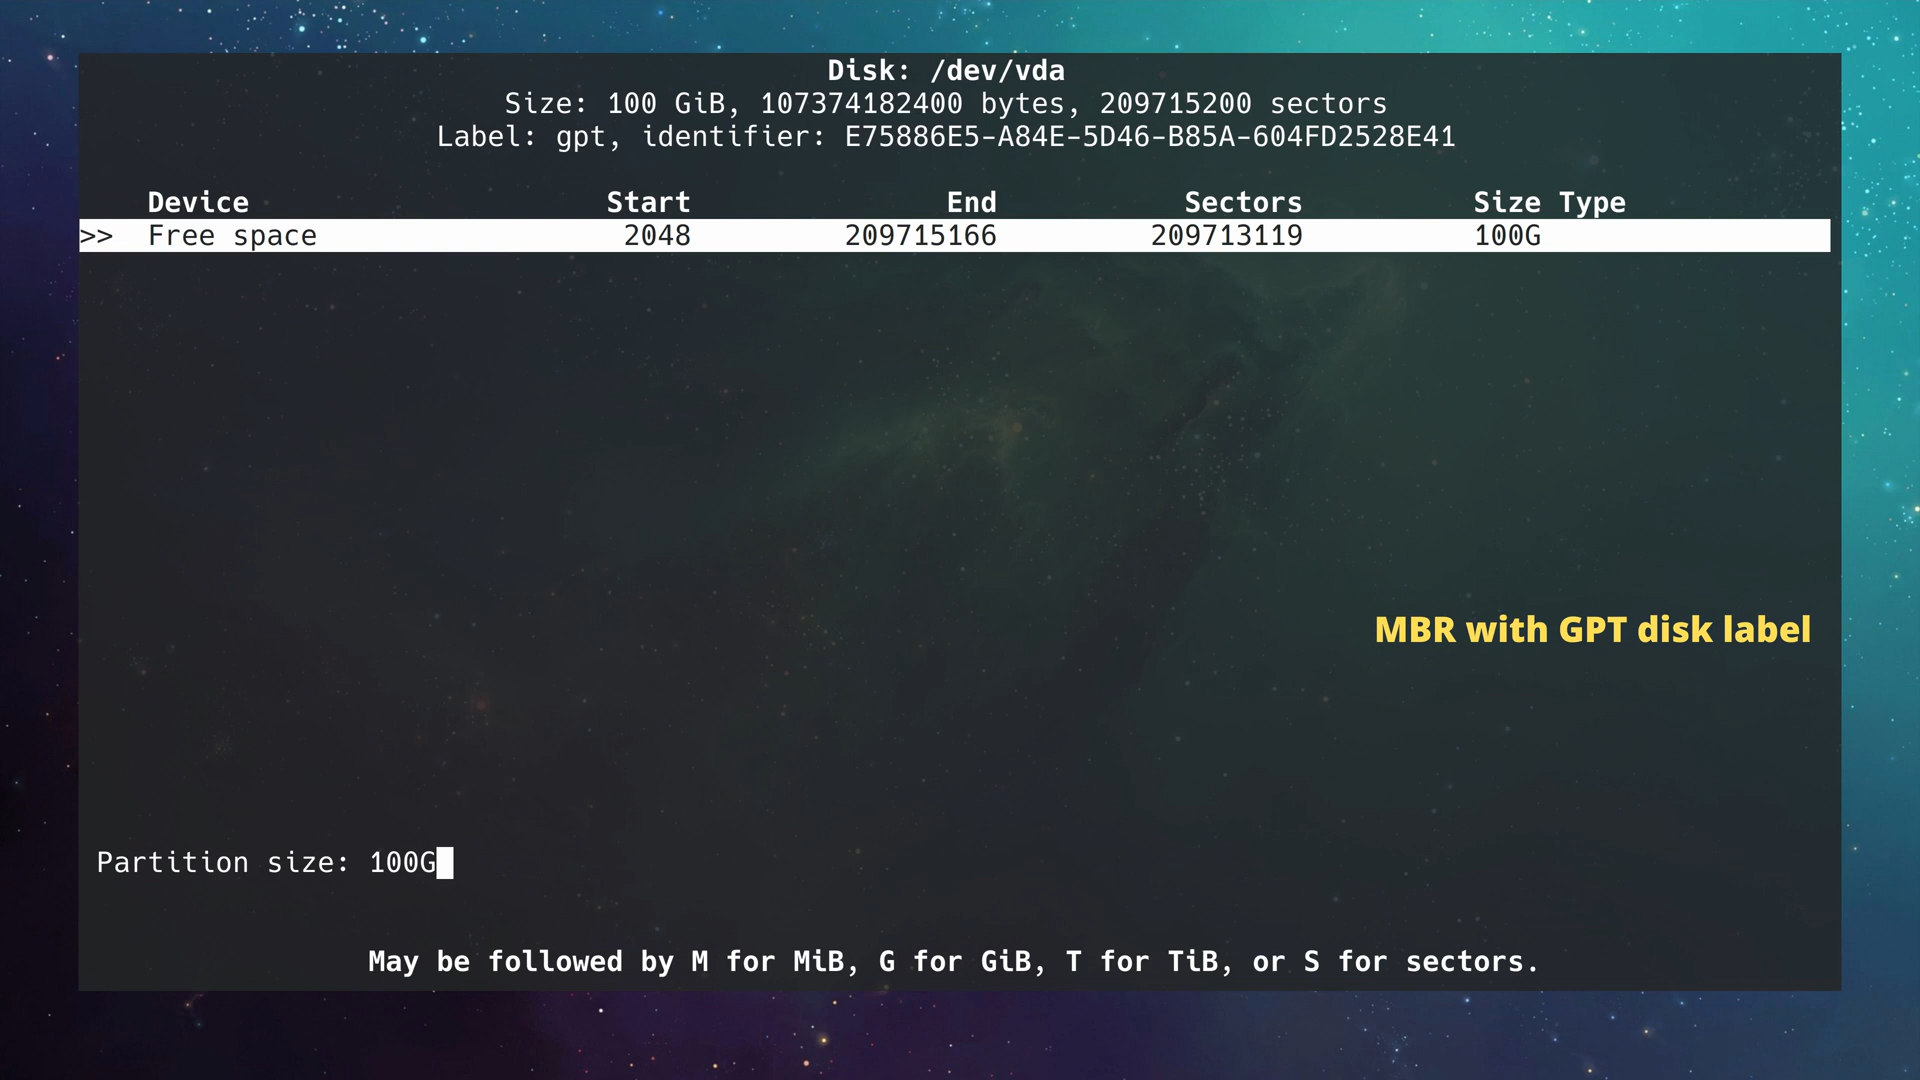 Disk: /dev/vda
Size: 100 GiB, 107374182400 bytes, 209715200 sectors
Label: gpt, identifier: E75886E5-A84E-5D46-B85A-604FD2528E41
Device Start End Sectors Size Type
>> Free space 2048 209715166 209713119 100G
MBR with GPT disk label
Partition size: 100G
May be followed by M for MiB, G for GiB, T for TiB, or S for sectors.